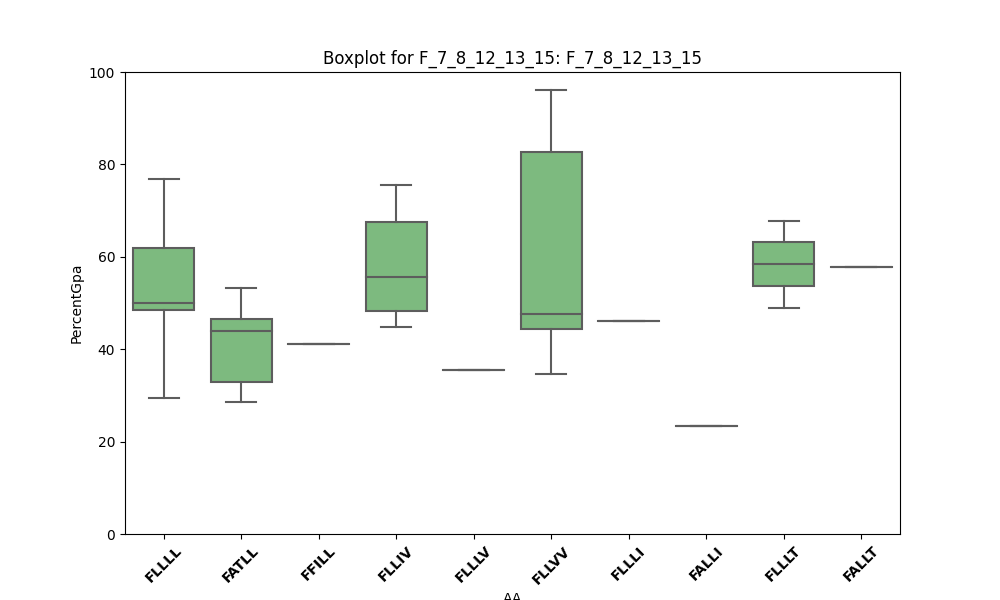 Boxplot for F_7_8_12_13_15: F_7_8_12_13_15
100
80
60
40
20
0
PercentGpa
FLLLL FATLL FFILL FLLIV FLLLV FLLVV FLLLI FALLI FLLLT FALLT
AA